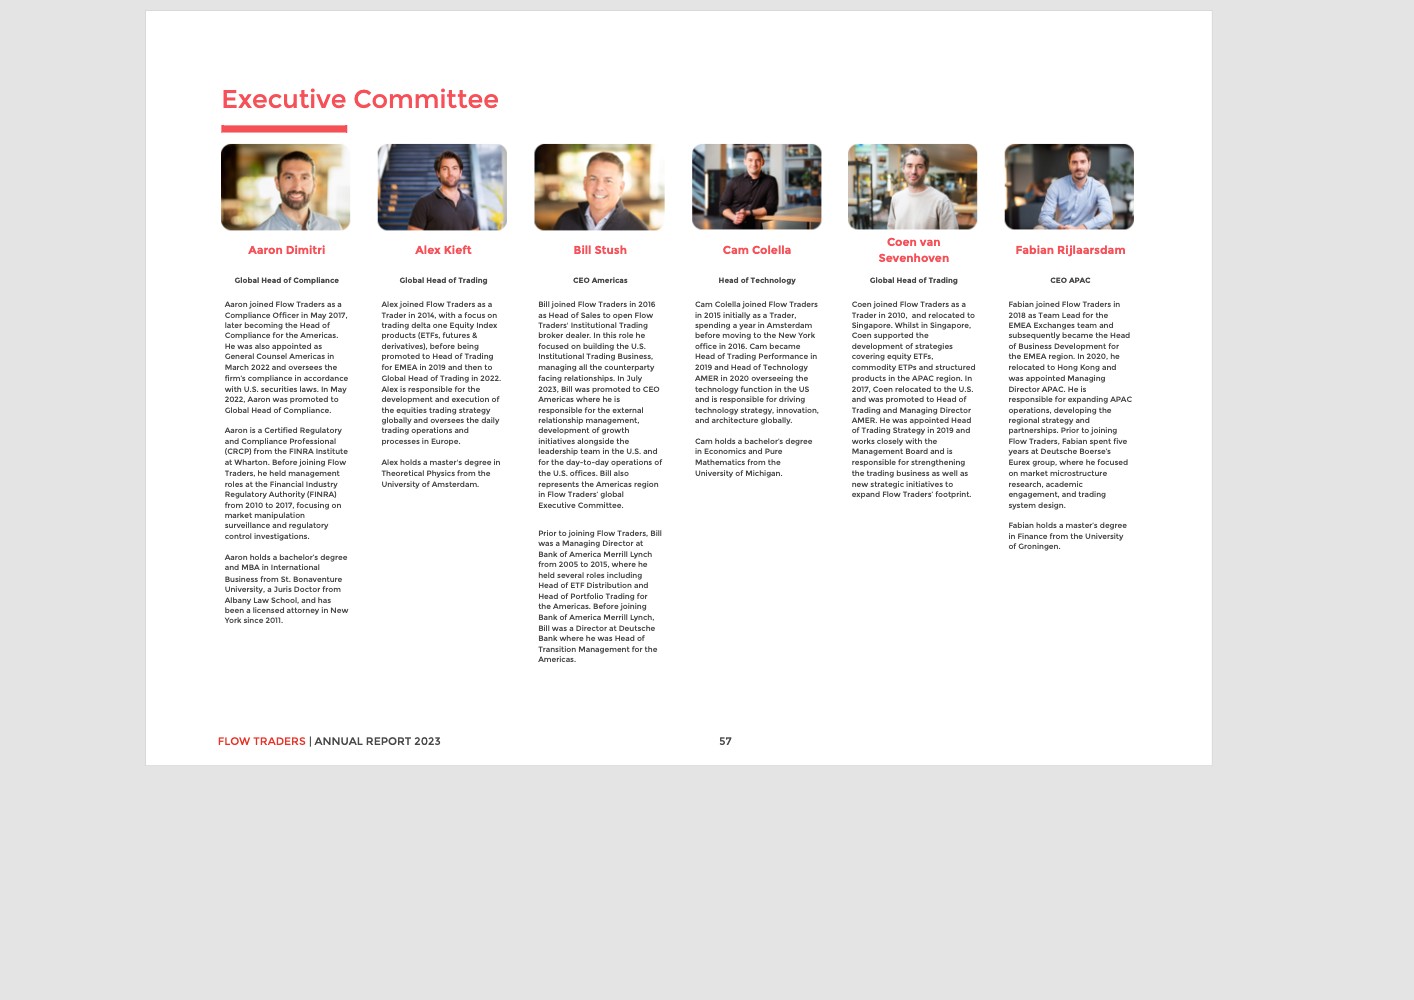 Executive Committee
Aaron Dimitri
Global Head of Compliance
Aaron joined Flow Traders as a
Compliance Officer in May 2017,
later becoming the Head of
Compliance for the Americas.
He was also appointed as
General Counsel Americas in
March 2022 and oversees the
firm's compliance in accordance
with U.S. securities laws. In May
2022, Aaron was promoted to
Global Head of Compliance.
Aaron is a Certified Regulatory
and Compliance Professional
(CRCP) from the FINRA Institute
at Wharton. Before joining Flow
Traders, he held management
roles at the Financial Industry
Regulatory Authority (FINRA)
from 2010 to 2017, focusing on
market manipulation
surveillance and regulatory
control investigations.
Aaron holds a bachelor's degree
and MBA in International
Business from St. Bonaventure
University, a Juris Doctor from
Albany Law School, and has
been a licensed attorney in New
York since 2011.
Alex Kieft
Global Head of Trading
Alex joined Flow Traders as a
Trader in 2014, with a focus on
trading delta one Equity Index
products (ETFs, futures &
derivatives), before being
promoted to Head of Trading
for EMEA in 2019 and then to
Global Head of Trading in 2022.
Alex is responsible for the
development and execution of
the equities trading strategy
globally and oversees the daily
trading operations and
processes in Europe.
Alex holds a master's degree in
Theoretical Physics from the
University of Amsterdam.
Bill Stush
CEO Americas
Bill joined Flow Traders in 2016
as Head of Sales to open Flow
Traders' Institutional Trading
broker dealer. In this role he
focused on building the U.S.
Institutional Trading Business,
managing all the counterparty
facing relationships. In July
2023, Bill was promoted to CEO
Americas where he is
responsible for the external
relationship management,
development of growth
initiatives alongside the
leadership team in the U.S. and
for the day-to-day operations of
the U.S. offices. Bill also
represents the Americas region
in Flow Traders' global
Executive Committee.
Prior to joining Flow Traders, Bill
was a Managing Director at
Bank of America Merrill Lynch
from 2005 to 2015, where he
held several roles including
Head of ETF Distribution and
Head of Portfolio Trading for
the Americas. Before joining
Bank of America Merrill Lynch,
Bill was a Director at Deutsche
Bank where he was Head of
Transition Management for the
Americas.
Cam Colella
Head of Technology
Cam Colella joined Flow Traders
in 2015 initially as a Trader,
spending a year in Amsterdam
before moving to the New York
office in 2016. Cam became
Head of Trading Performance in
2019 and Head of Technology
AMER in 2020 overseeing the
technology function in the US
and is responsible for driving
technology strategy, innovation,
and architecture globally.
Cam holds a bachelor's degree
in Economics and Pure
Mathematics from the
University of Michigan.
Coen van
Sevenhoven
Global Head of Trading
Coen joined Flow Traders as a
Trader in 2010, and relocated to
Singapore. Whilst in Singapore,
Coen supported the
development of strategies
covering equity ETFs,
commodity ETPs and structured
products in the APAC region. In
2017, Coen relocated to the U.S.
and was promoted to Head of
Trading and Managing Director
AMER. He was appointed Head
of Trading Strategy in 2019 and
works closely with the
Management Board and is
responsible for strengthening
the trading business as well as
new strategic initiatives to
expand Flow Traders' footprint.
Fabian Rijlaarsdam
CEO APAC
Fabian joined Flow Traders in
2018 as Team Lead for the
EMEA Exchanges team and
subsequently became the Head
of Business Development for
the EMEA region. In 2020, he
relocated to Hong Kong and
was appointed Managing
Director APAC. He is
responsible for expanding APAC
operations, developing the
regional strategy and
partnerships. Prior to joining
Flow Traders, Fabian spent five
years at Deutsche Boerse's
Eurex group, where he focused
on market microstructure
research, academic
engagement, and trading
system design.
Fabian holds a master's degree
in Finance from the University
of Groningen.
FLOW TRADERS | ANNUAL REPORT 2023
57